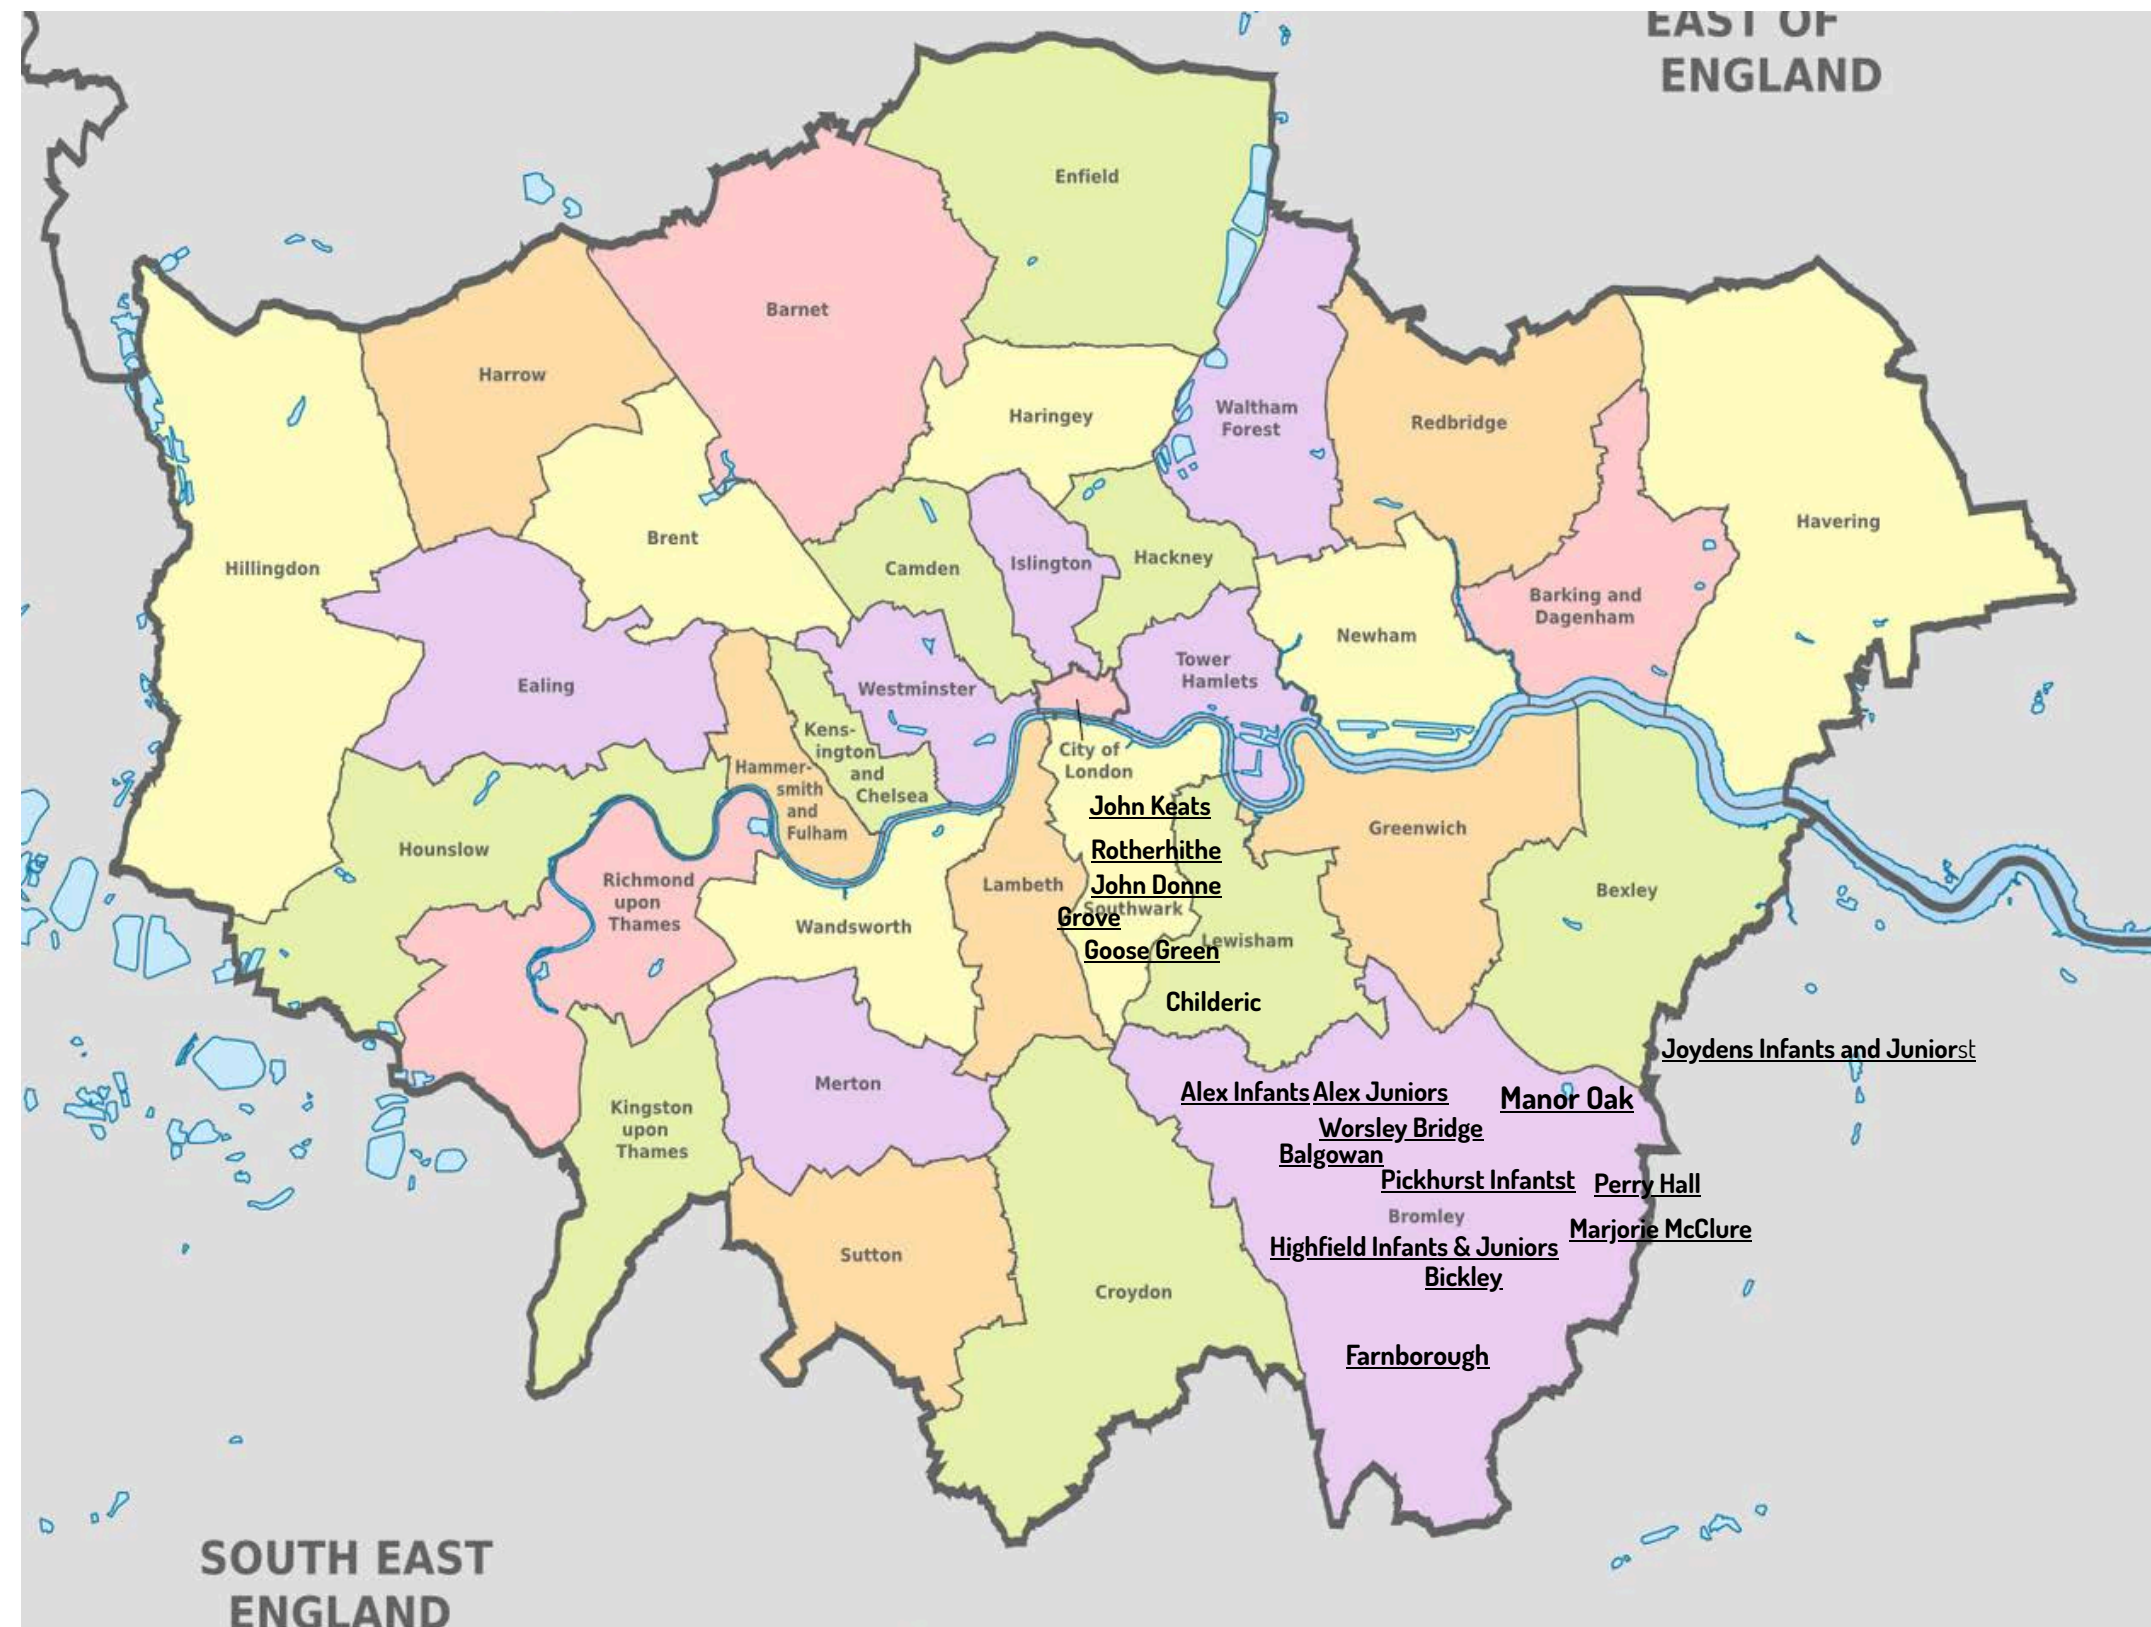 EAST OF
ENGLAND
Enfield
Barnet
Harrow
Haringey
Waltham
Forest
Redbridge
Havering
Brent
Hillingdon
Camden
Islington
Hackney
Barking and
Dagenham
Newham
Tower
Hamlets
Ealing
Westminster
Kens-
ington
and
Chelsea
City of
London
Hammer-
smith
and
Fulham
John Keats
Greenwich
Hounslow
Rotherhithe
Richmond
upon
Thames
Lambeth
John Donne
Bexley
Southwark
Grove
Wandsworth
Lewisham
Goose Green
Childeric
Joydens Infants and Juniorst
Merton
Alex Infants Alex Juniors
Manor Oak
Kingston
upon
Thames
Worsley Bridge
Balgowan
Pickhurst Infantst
Perry Hall
Bromley
Marjorie McClure
Highfield Infants & Juniors
Sutton
Bickley
Croydon
Farnborough
SOUTH EAST
ENGLAND